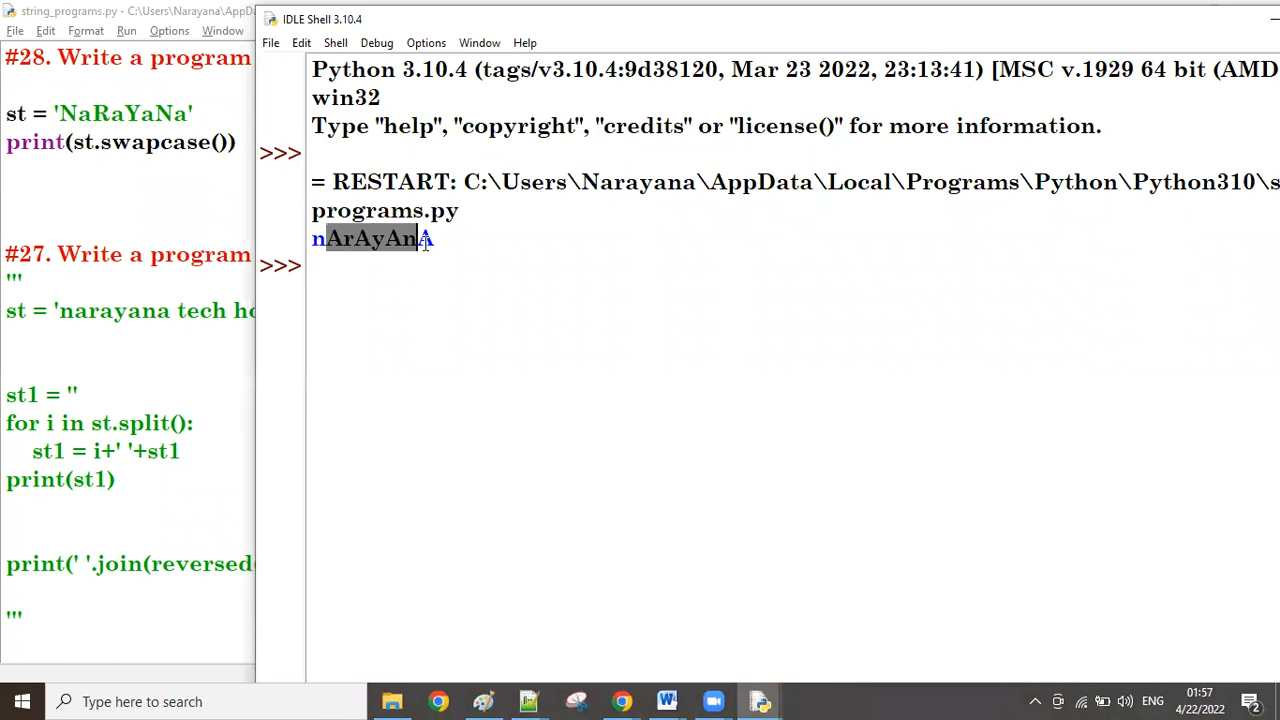 string_programs.py - C:\Users\Narayana\AppDa
File Edit Format Run Options Window
#28. Write a program
st = 'NaRaYaNa'
print(st.swapcase())
#27. Write a program
'''
st = 'narayana tech ho
st1 = ''
for i in st.split():
st1 = i+' '+st1
print(st1)
print(' '.join(reversed(
'''
IDLE Shell 3.10.4
File Edit Shell Debug Options Window Help
Python 3.10.4 (tags/v3.10.4:9d38120, Mar 23 2022, 23:13:41) [MSC v.1929 64 bit (AMD
win32
Type "help", "copyright", "credits" or "license()" for more information.
>>>
= RESTART: C:\Users\Narayana\AppData\Local\Programs\Python\Python310\s
programs.py
nArAyAnA
>>>
Type here to search
ENG
01:57
4/22/2022
2